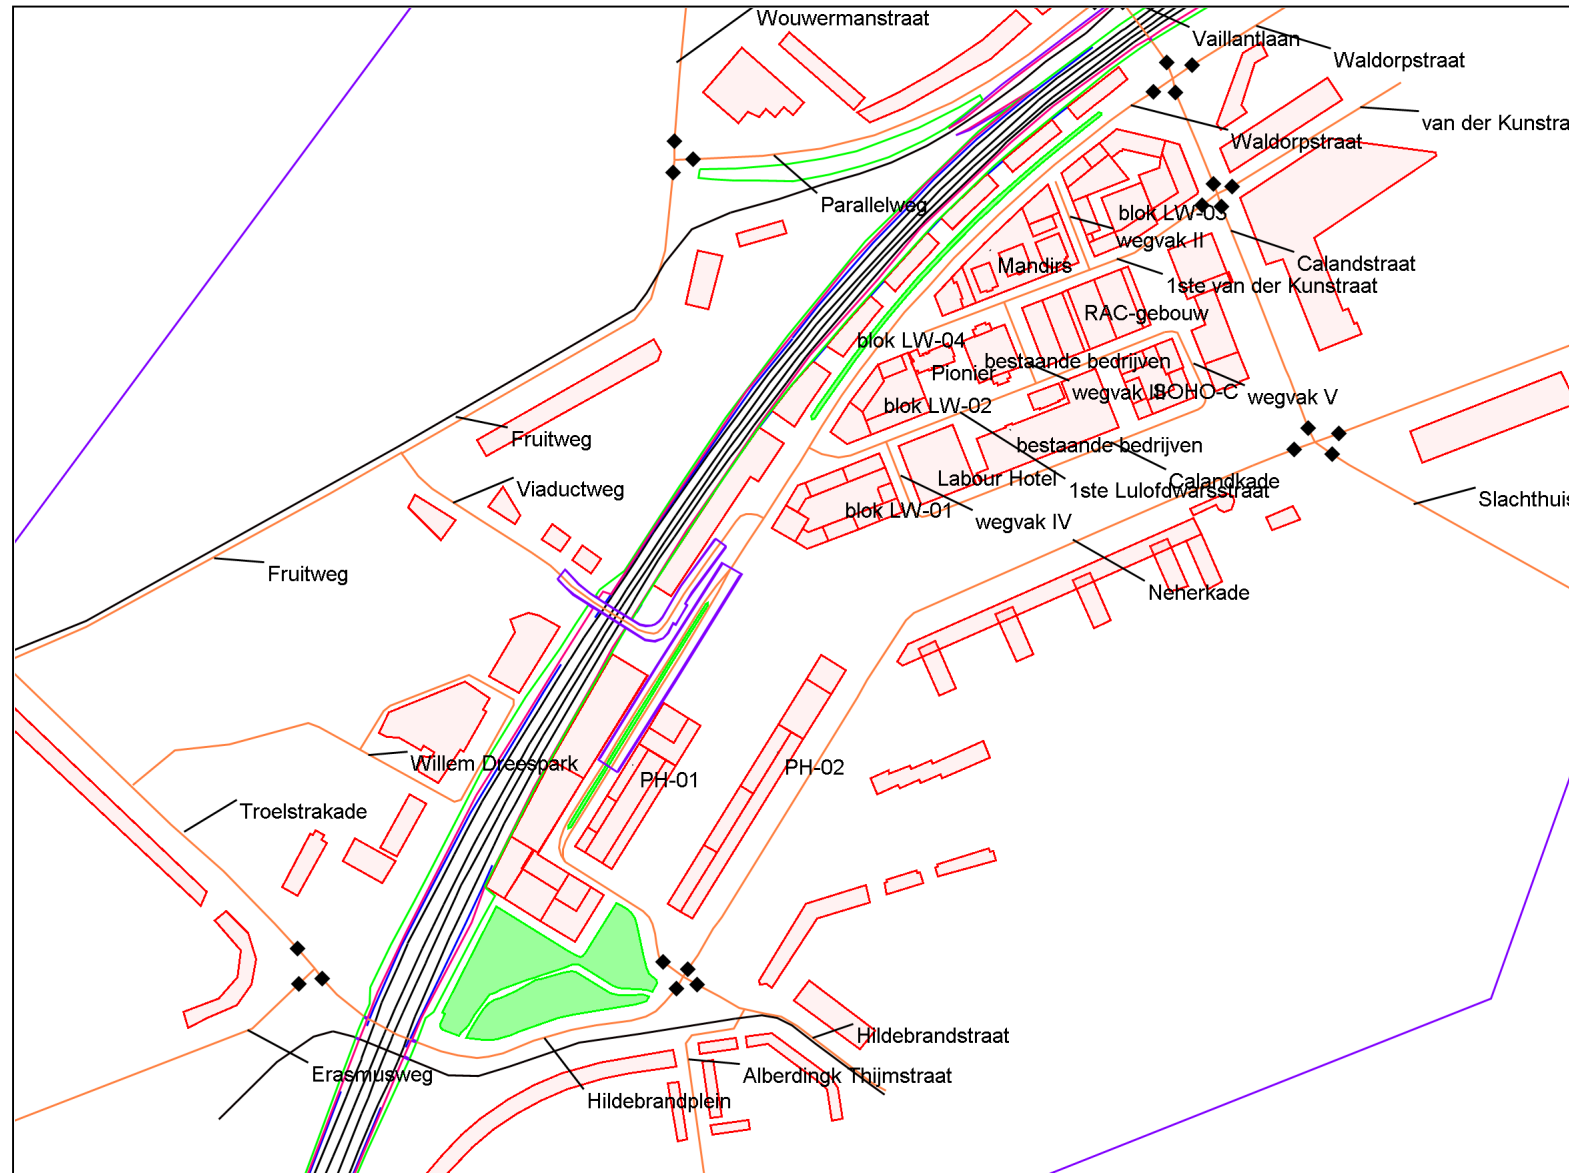 Wouwermanstraat
Vaillantlaan
Waldorpstraat
van der Kunstra
Waldorpstraat
Parallelweg
blok LW-03
wegvak II
Mandirs
Calandstraat
1ste van der Kunstraat
RAC-gebouw
blok LW-04
bestaande bedrijven
Pionier
wegvak III
SOHO-C
wegvak V
blok LW-02
Fruitweg
bestaande bedrijven
Labour Hotel
Calandkade
1ste Lulofdwarsstraat
Viaductweg
Slachthuis
blok LW-01
wegvak IV
Fruitweg
Neherkade
Willem Dreespark
PH-01
PH-02
Troelstrakade
Hildebrandstraat
Erasmusweg
Alberdingk Thijmstraat
Hildebrandplein